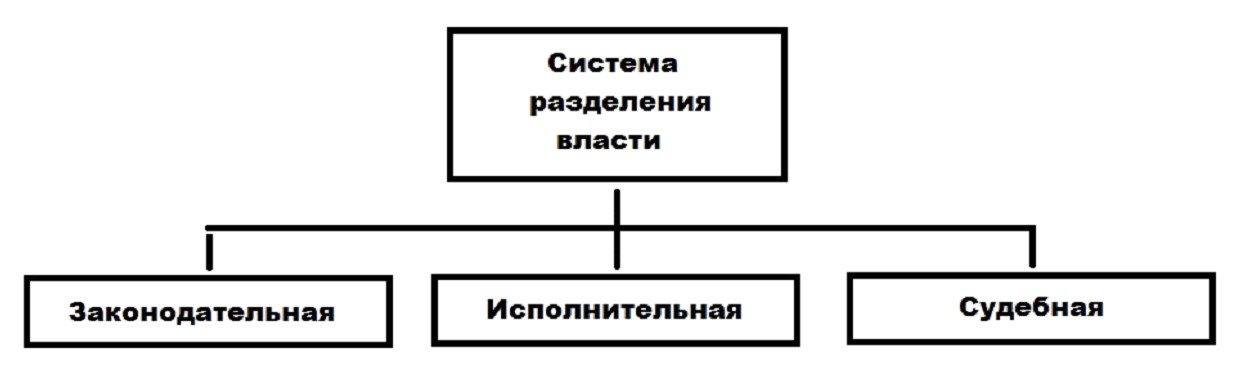 Система
разделения
власти
Законодательная
Исполнительная
Судебная